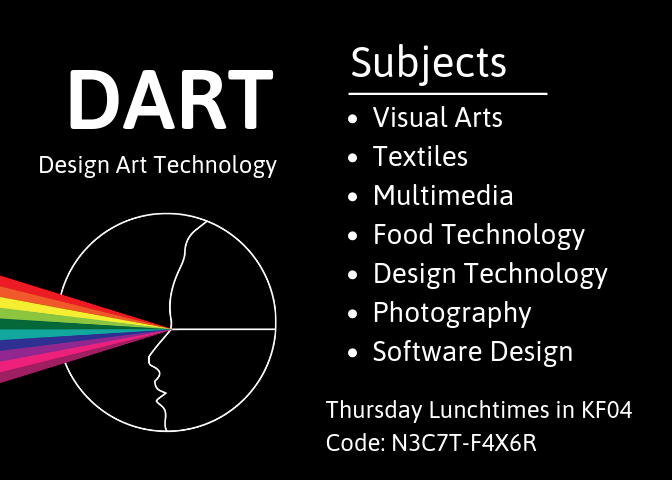 DART
Design Art Technology
Subjects
Visual Arts
Textiles
Multimedia
Food Technology
Design Technology
Photography
Software Design
Thursday Lunchtimes in KF04
Code: N3C7T-F4X6R